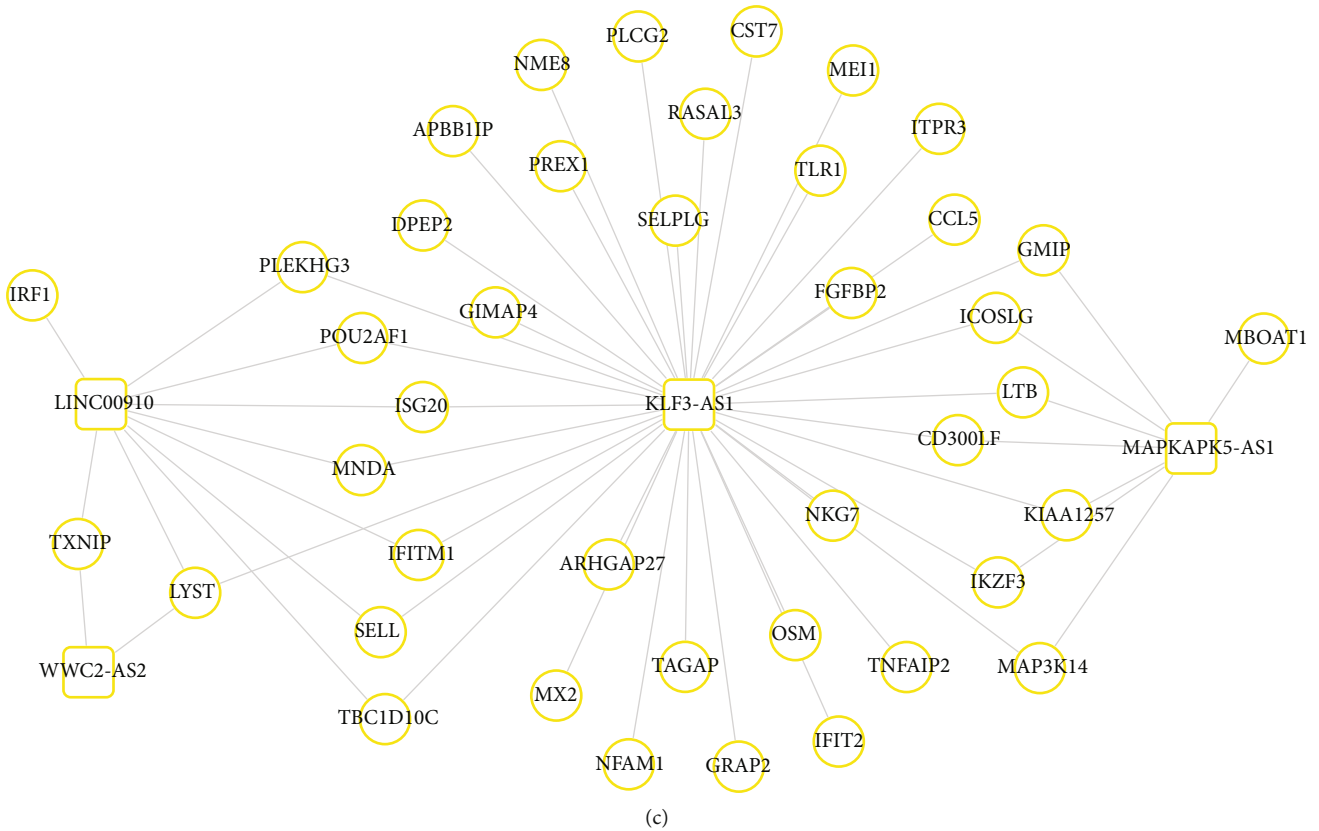 CST7
PLCG2
NME8
MEI1
RASAL3
APBB1IP
ITPR3
PREX1
TLR1
SELPLG
CCL5
DPEP2
GMIP
PLEKHG3
FGFBP2
IRF1
GIMAP4
ICOSLG
POU2AF1
MBOAT1
LTB
LINC00910
KLF3-AS1
ISG20
CD300LF
MAPKAPK5-AS1
MNDA
NKG7
KIAA1257
TXNIP
IFITM1
ARHGAP27
IKZF3
LYST
SELL
OSM
WWC2-AS2
TAGAP
TNFAIP2
MAP3K14
MX2
TBC1D10C
IFIT2
NFAM1
GRAP2
(c)